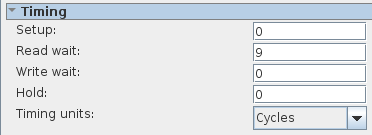 Timing
Setup: 0
Read wait: 9
Write wait: 0
Hold: 0
Timing units: Cycles